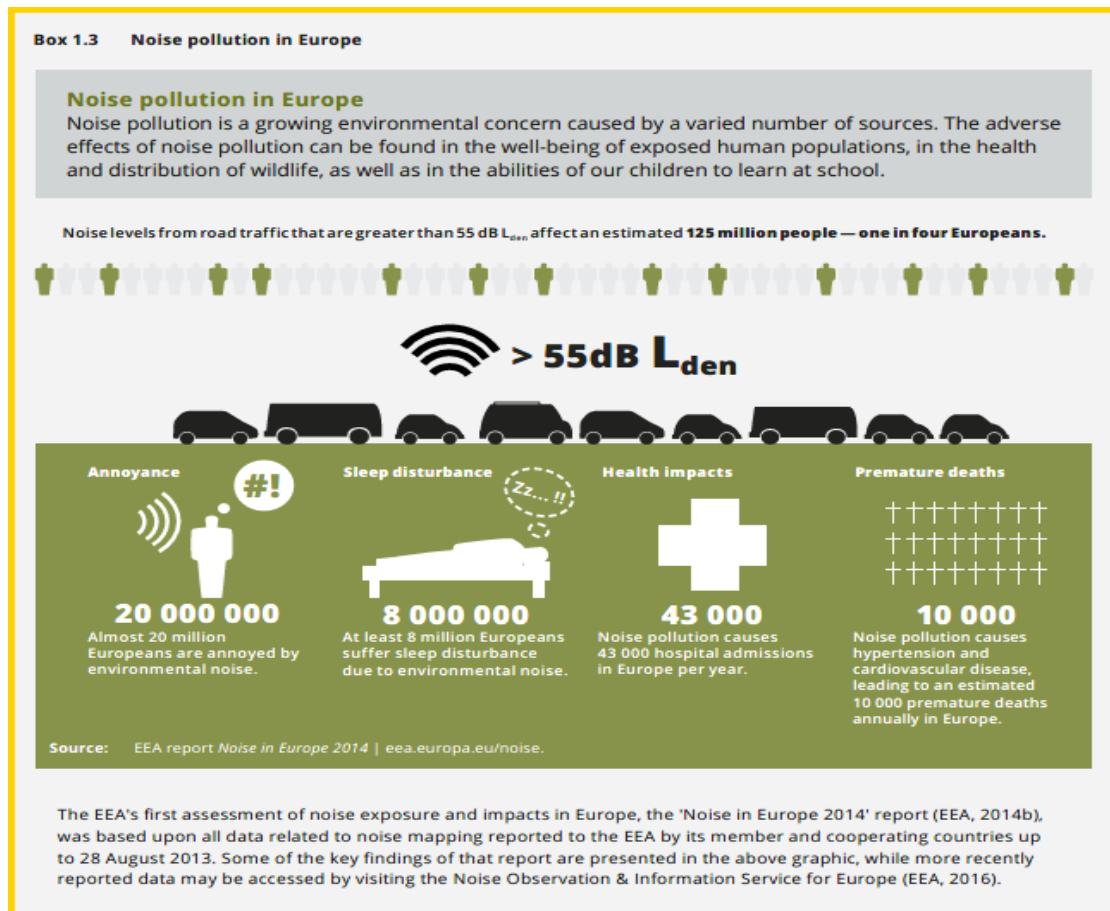 Box 1.3 Noise pollution in Europe
Noise pollution in Europe
Noise pollution is a growing environmental concern caused by a varied number of sources. The adverse
effects of noise pollution can be found in the well-being of exposed human populations, in the health
and distribution of wildlife, as well as in the abilities of our children to learn at school.
Noise levels from road traffic that are greater than 55 dB Lden affect an estimated 125 million people — one in four Europeans.
> 55dB Lden
Annoyance
#!
20 000 000
Almost 20 million
Europeans are annoyed by
environmental noise.
Sleep disturbance
Zz... !!
8 000 000
At least 8 million Europeans
suffer sleep disturbance
due to environmental noise.
Health impacts
43 000
Noise pollution causes
43 000 hospital admissions
in Europe per year.
Premature deaths
10 000
Noise pollution causes
hypertension and
cardiovascular disease,
leading to an estimated
10 000 premature deaths
annually in Europe.
Source: EEA report Noise in Europe 2014 | eea.europa.eu/noise.
The EEA's first assessment of noise exposure and impacts in Europe, the 'Noise in Europe 2014' report (EEA, 2014b),
was based upon all data related to noise mapping reported to the EEA by its member and cooperating countries up
to 28 August 2013. Some of the key findings of that report are presented in the above graphic, while more recently
reported data may be accessed by visiting the Noise Observation & Information Service for Europe (EEA, 2016).